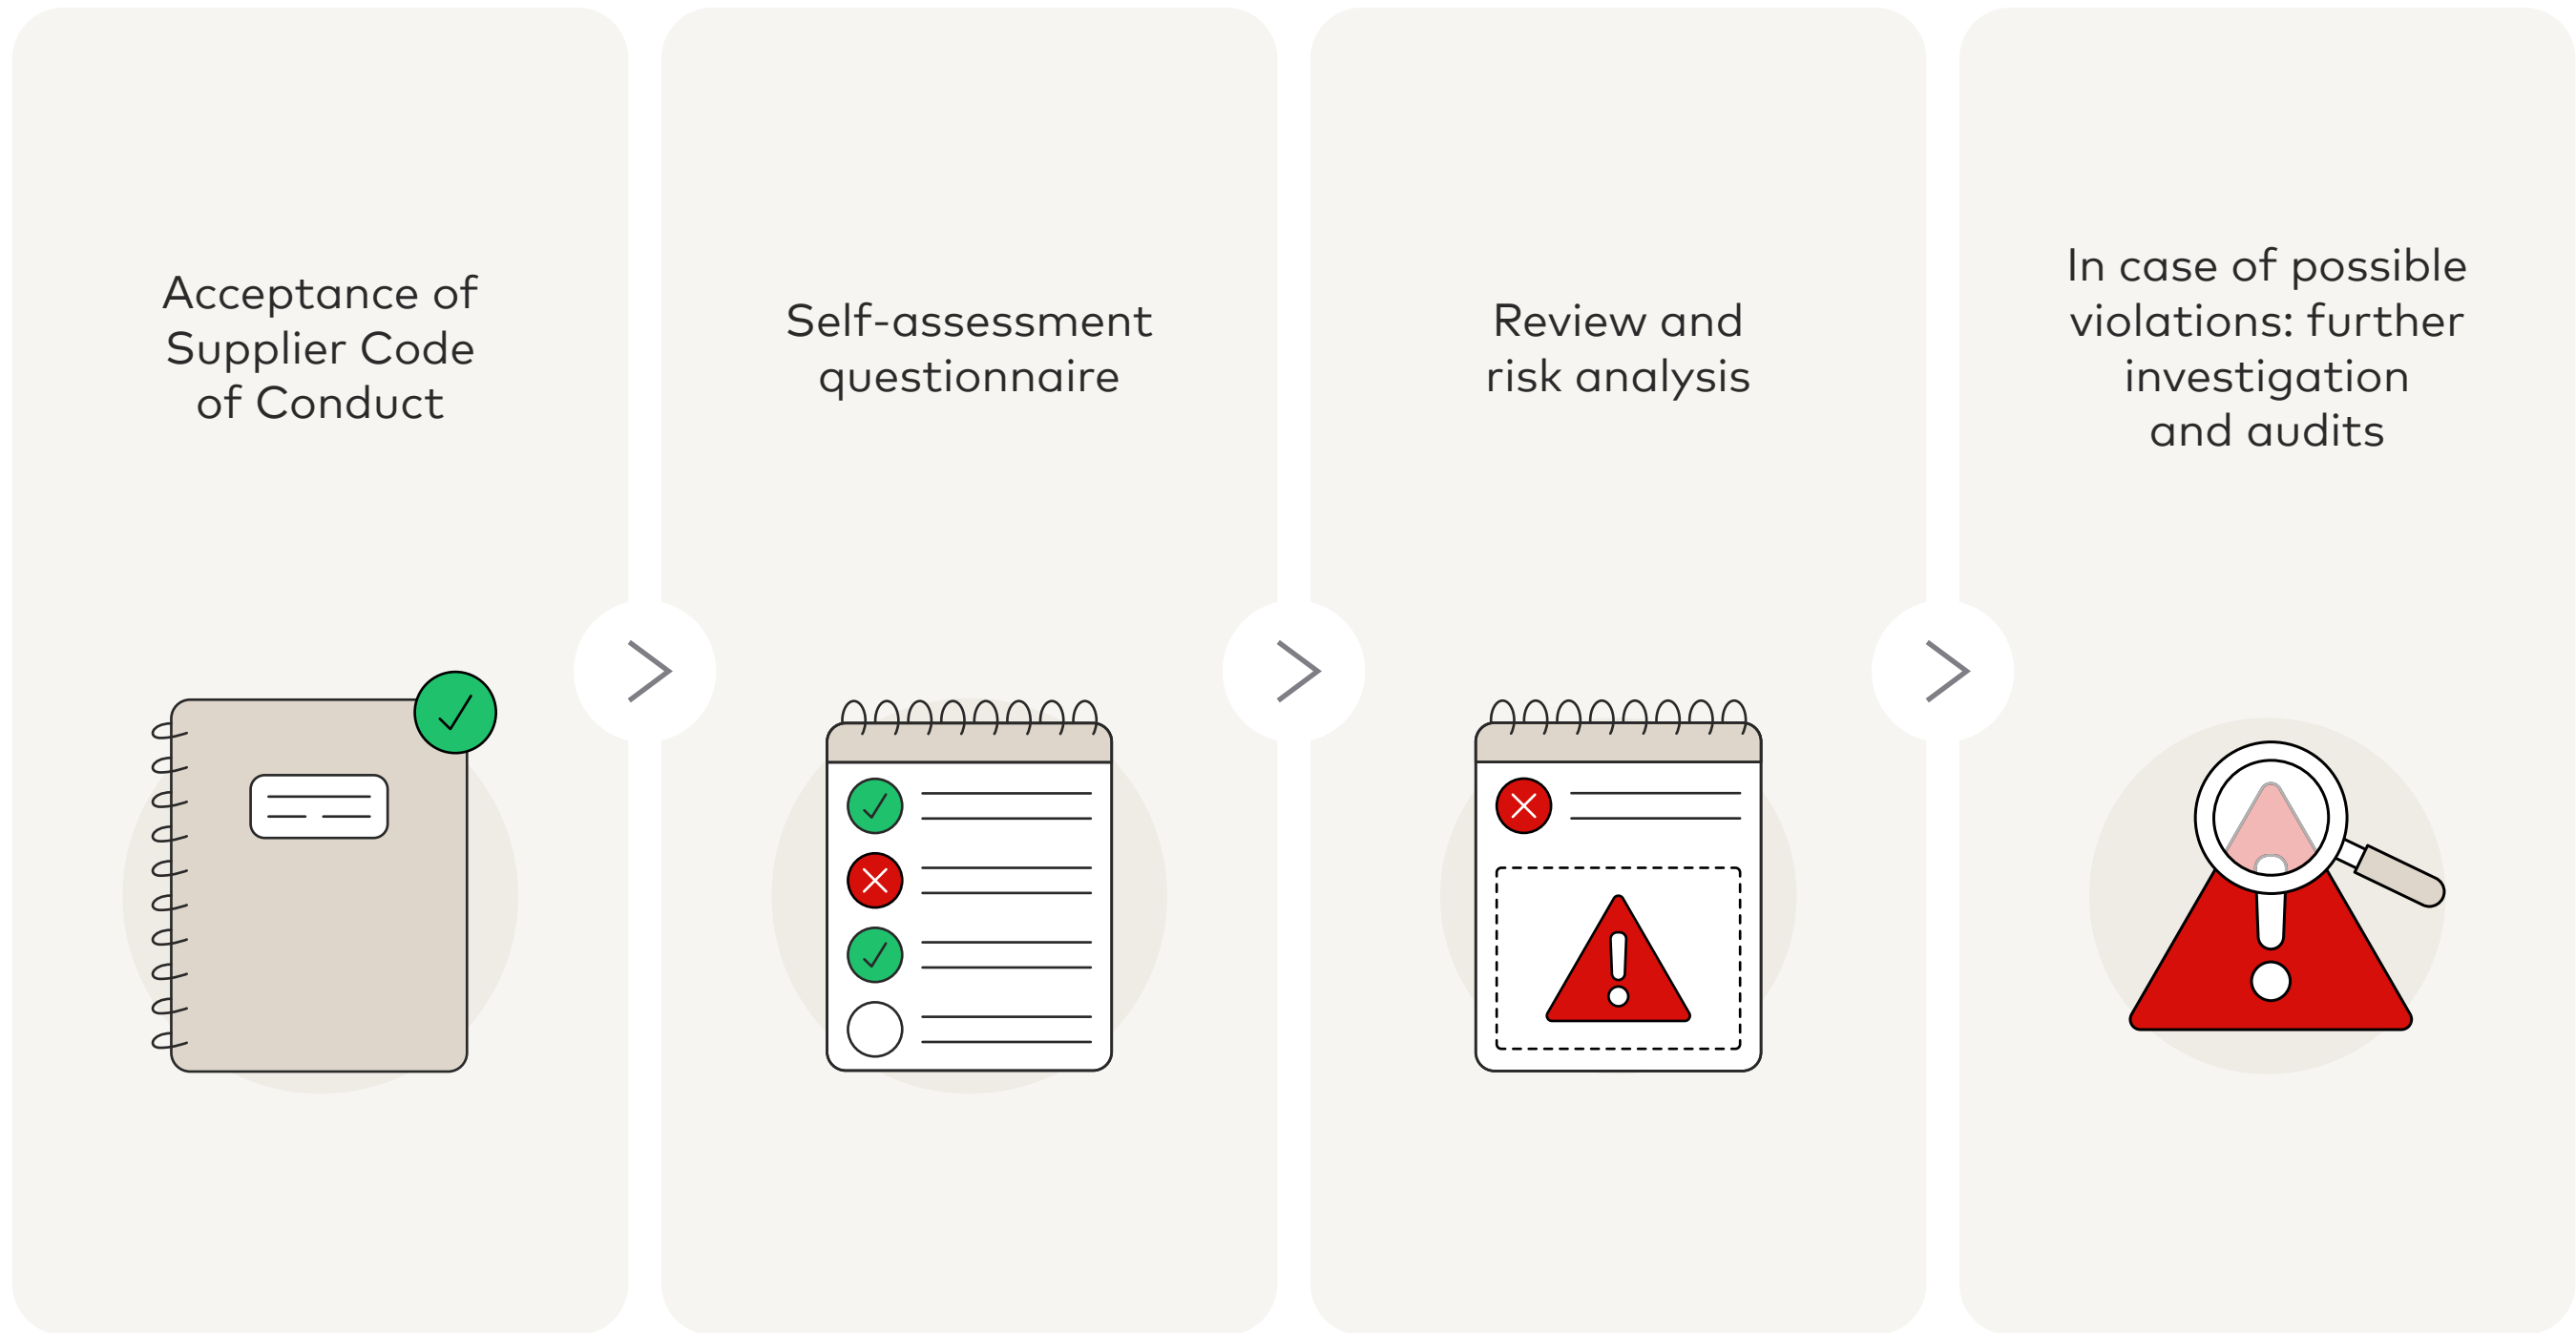 Acceptance of
Supplier Code
of Conduct
Self-assessment
questionnaire
Review and
risk analysis
In case of possible
violations: further
investigation
and audits